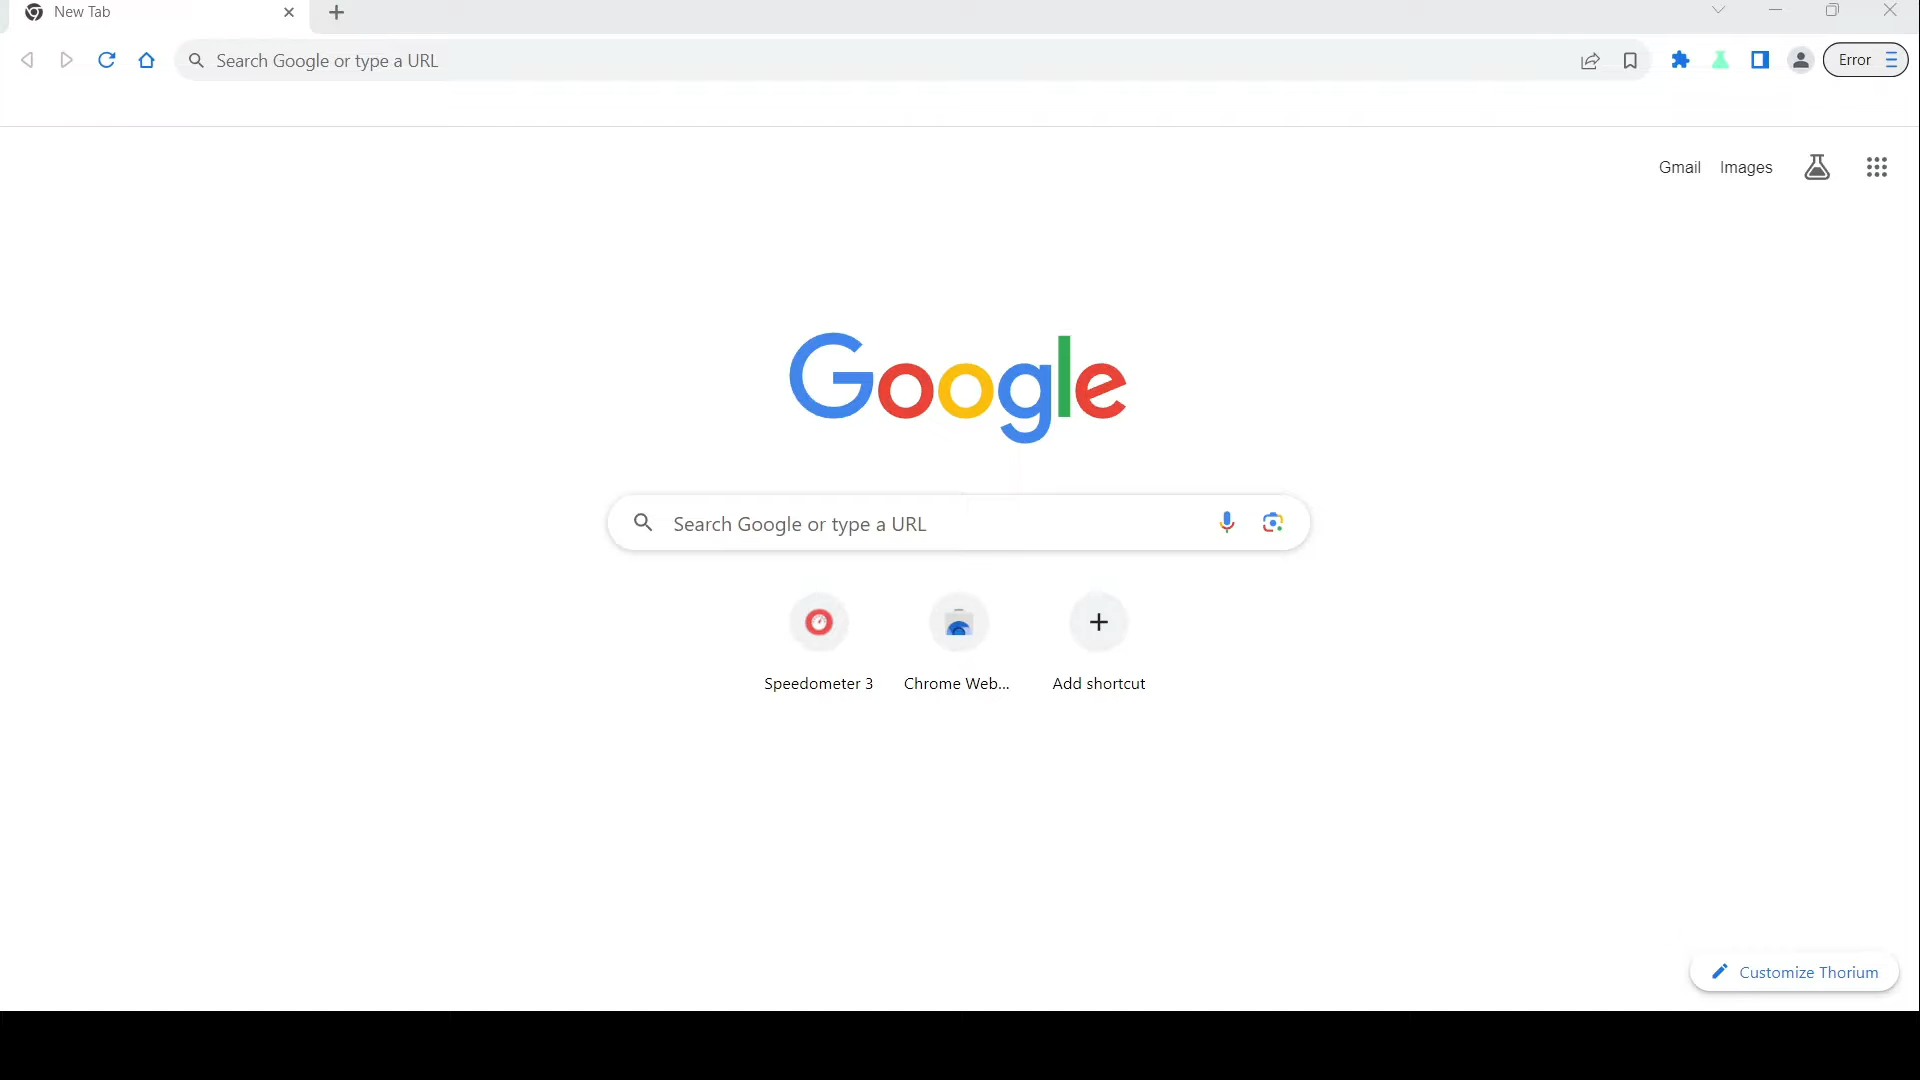 New Tab
Search Google or type a URL
Error
Gmail Images
Google
Search Google or type a URL
Speedometer 3
Chrome Web...
Add shortcut
Customize Thorium